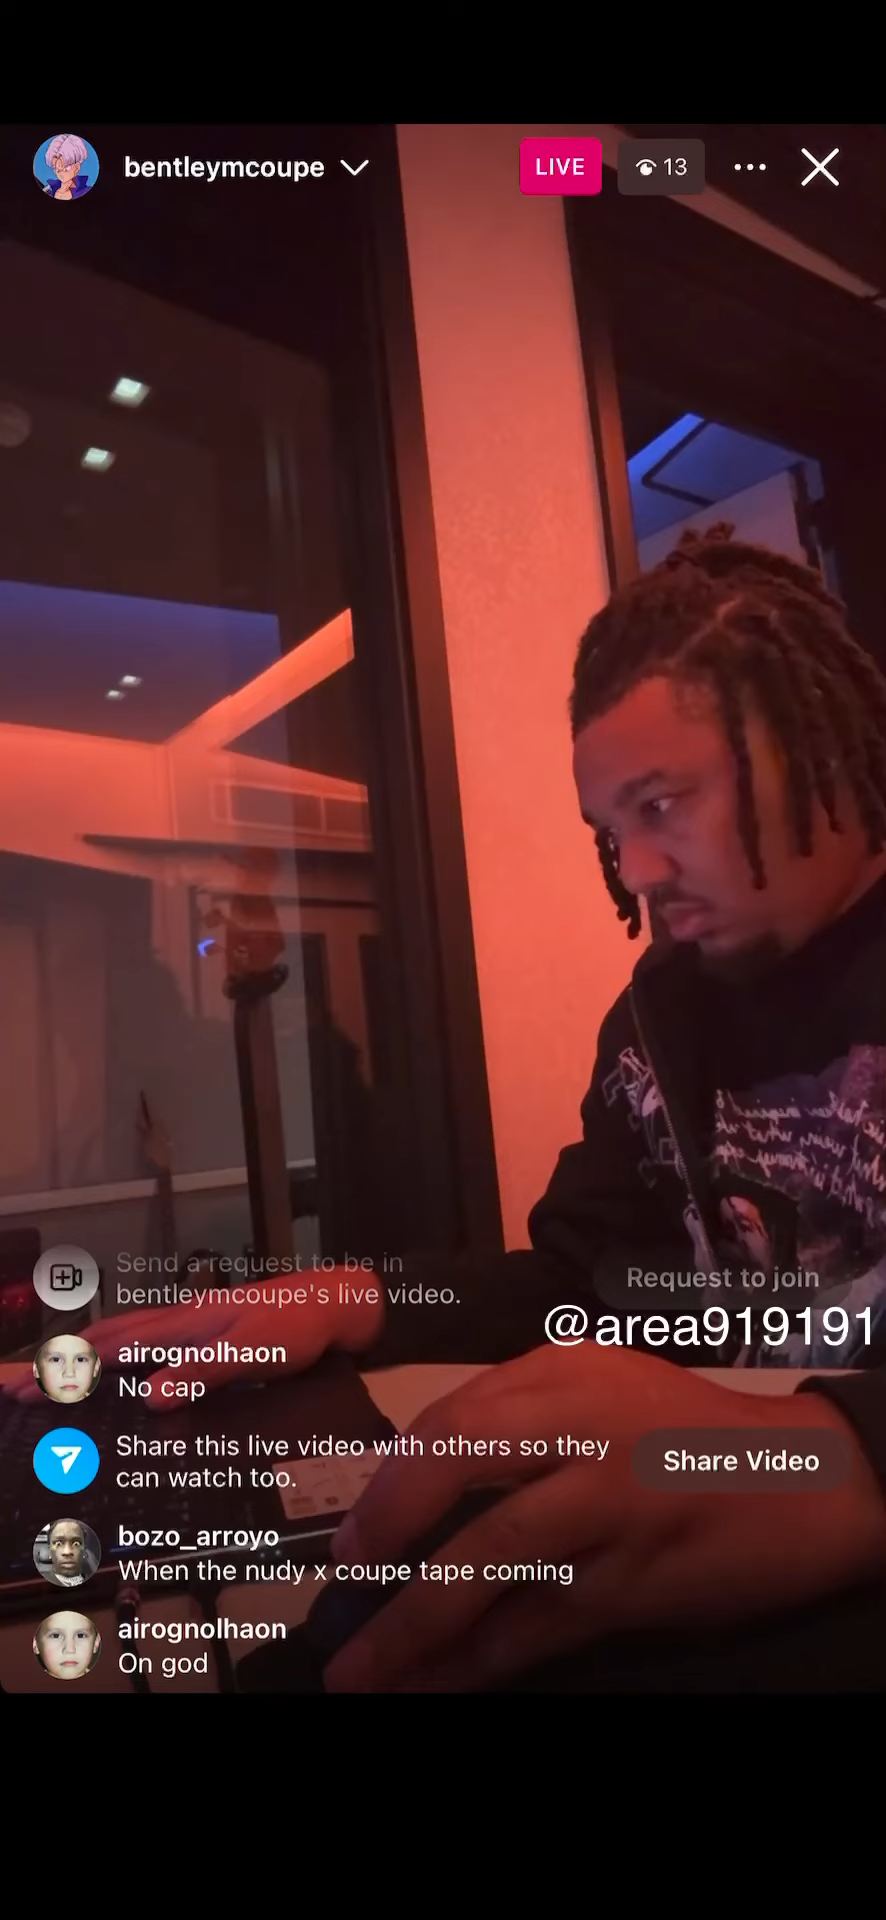 bentleymcoupe
LIVE
13
Send a request to be in
bentleymcoupe's live video.
Request to join
@area919191
airognolhaon
No cap
Share this live video with others so they
can watch too.
Share Video
bozo_arroyo
When the nudy x coupe tape coming
airognolhaon
On god